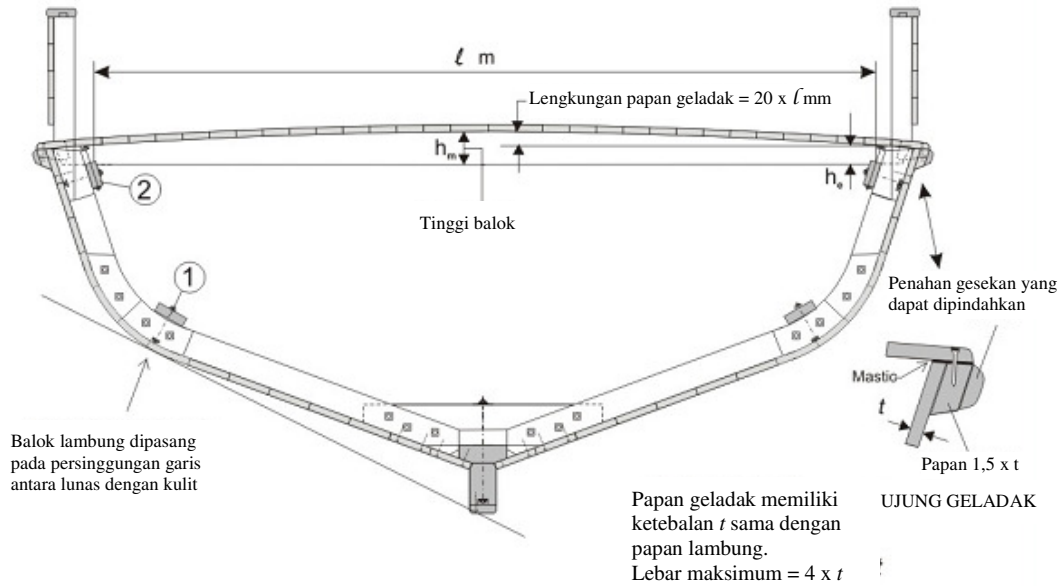 ℓ m
Lengkungan papan geladak = 20 x ℓ mm
hₘ
hₑ
2
Tinggi balok
1
Penahan gesekan yang
dapat dipindahkan
Mastic
t
Papan 1,5 x t
UJUNG GELADAK
Balok lambung dipasang
pada persinggungan garis
antara lunas dengan kulit
Papan geladak memiliki
ketebalan t sama dengan
papan lambung.
Lebar maksimum = 4 x t